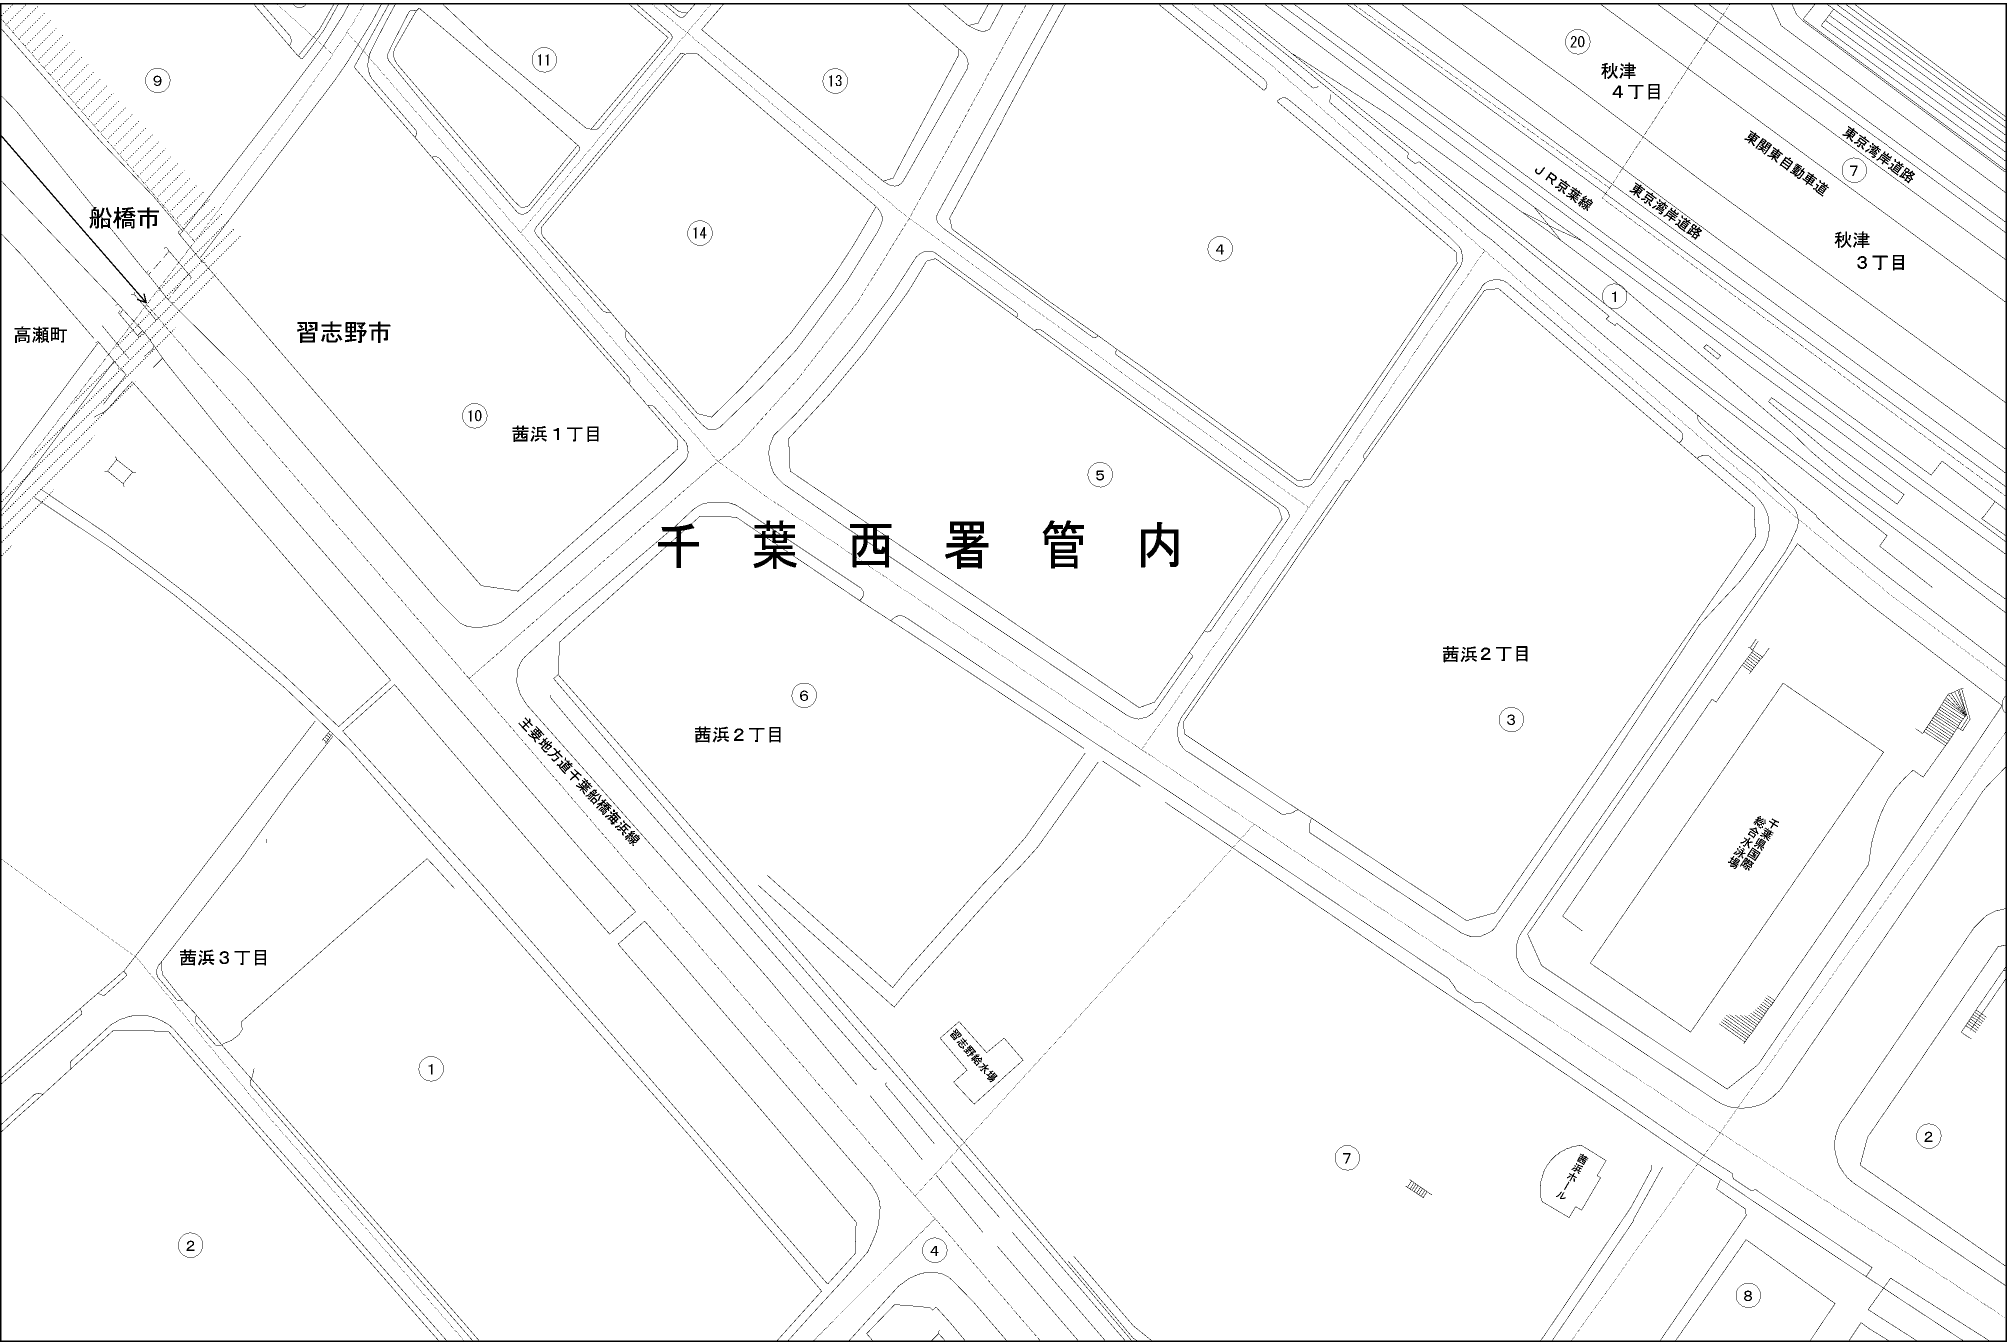 ⑳
秋津
4丁目
⑪
⑨
⑬
東京湾岸道路
東関東自動車道
⑦
JR京葉線
東京湾岸道路
船橋市
⑭
④
秋津
3丁目
①
高瀬町
習志野市
⑩
茜浜1丁目
⑤
千葉西署管内
茜浜2丁目
⑥
茜浜2丁目
③
主要地方道千葉船橋海浜線
千葉県国際
総合水泳場
茜浜3丁目
習志野給水場
①
②
⑦
茜浜ホール
②
④
⑧